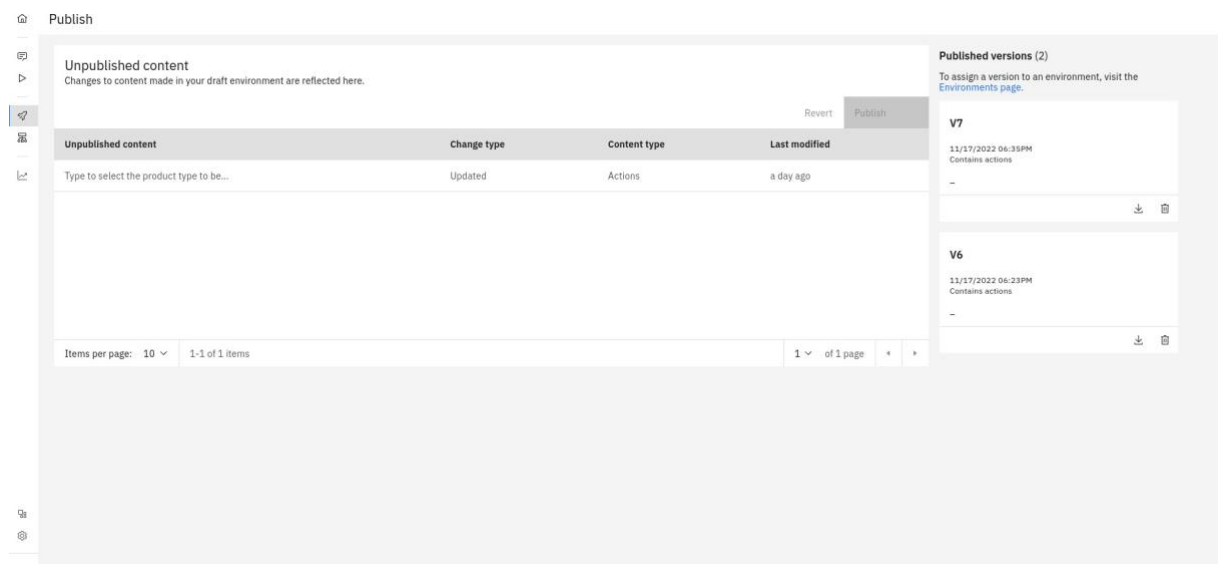 Publish
Unpublished content
Changes to content made in your draft environment are reflected here.
Revert Publish
Unpublished content Change type Content type Last modified
Type to select the product type to be... Updated Actions a day ago
Items per page: 10 1-1 of 1 items 1 of 1 page
Published versions (2)
To assign a version to an environment, visit the
Environments page.
V7
11/17/2022 06:35PM
Contains actions
–
V6
11/17/2022 06:23PM
Contains actions
–